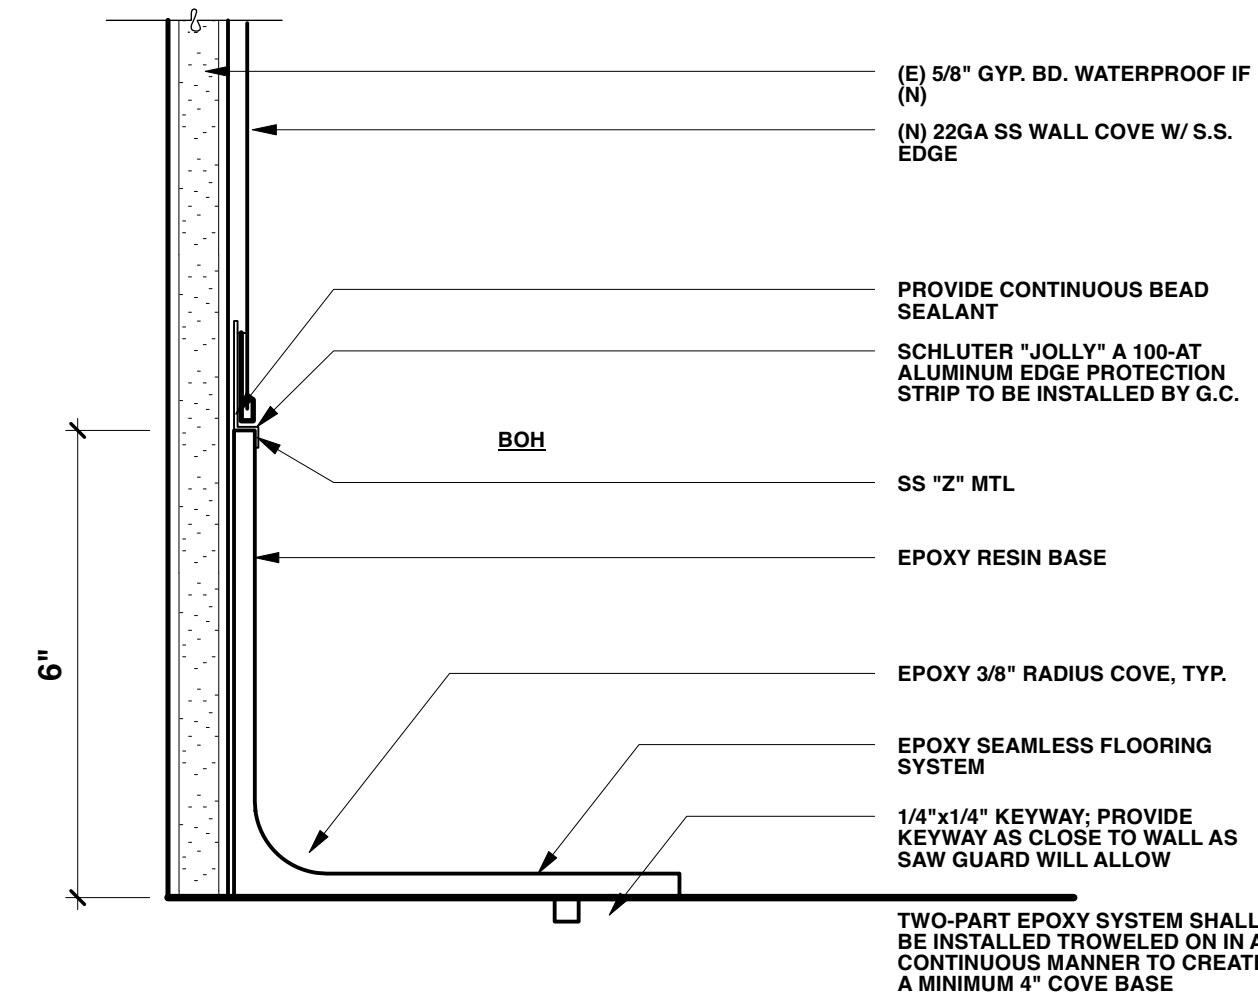 (E) 5/8" GYP. BD. WATERPROOF IF
(N)
(N) 22GA SS WALL COVE W/ S.S.
EDGE
PROVIDE CONTINUOUS BEAD
SEALANT
SCHLUTER "JOLLY" A 100-AT
ALUMINUM EDGE PROTECTION
STRIP TO BE INSTALLED BY G.C.
BOH
SS "Z" MTL
EPOXY RESIN BASE
6"
EPOXY 3/8" RADIUS COVE, TYP.
EPOXY SEAMLESS FLOORING
SYSTEM
1/4"x1/4" KEYWAY; PROVIDE
KEYWAY AS CLOSE TO WALL AS
SAW GUARD WILL ALLOW
TWO-PART EPOXY SYSTEM SHALL
BE INSTALLED TROWELED ON IN A
CONTINUOUS MANNER TO CREATE
A MINIMUM 4" COVE BASE